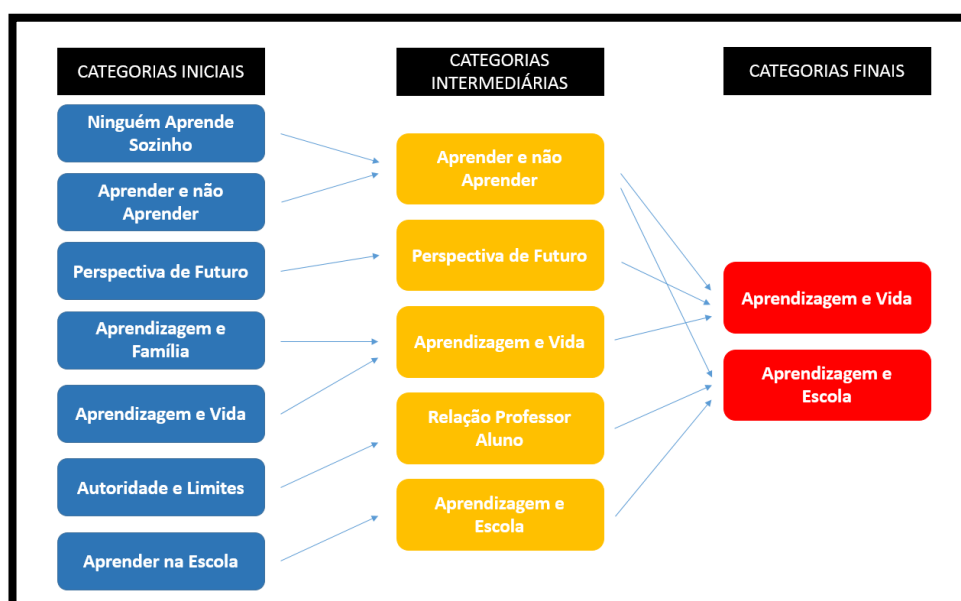 CATEGORIAS INICIAIS
Ninguém Aprende
Sozinho
Aprender e não
Aprender
Perspectiva de Futuro
Aprendizagem e
Família
Aprendizagem e Vida
Autoridade e Limites
Aprender na Escola
CATEGORIAS
INTERMEDIÁRIAS
Aprender e não
Aprender
Perspectiva de Futuro
Aprendizagem e Vida
Relação Professor
Aluno
Aprendizagem e
Escola
CATEGORIAS FINAIS
Aprendizagem e Vida
Aprendizagem e
Escola